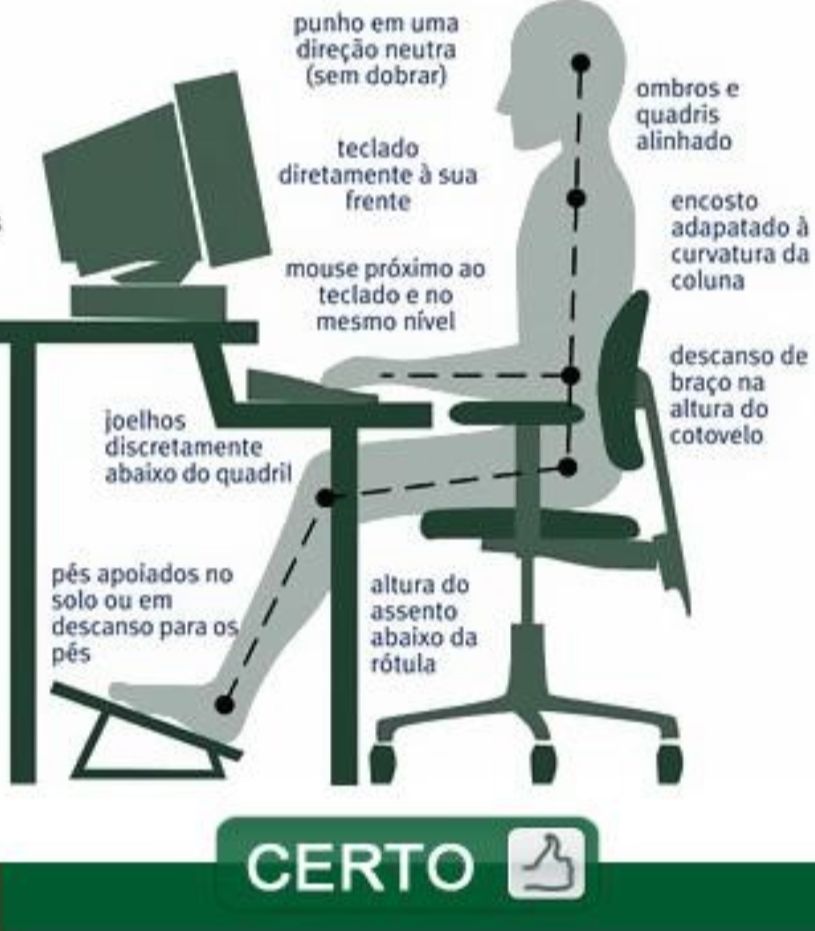 punho em uma
direção neutra
(sem dobrar)
ombros e
quadris
alinhado
teclado
diretamente à sua
frente
encosto
adapatado à
curvatura da
coluna
mouse próximo ao
teclado e no
mesmo nível
descanso de
braço na
altura do
cotovelo
joelhos
discretamente
abaixo do quadril
pés apoiados no
solo ou em
descanso para os
pés
altura do
assento
abaixo da
rótula
CERTO